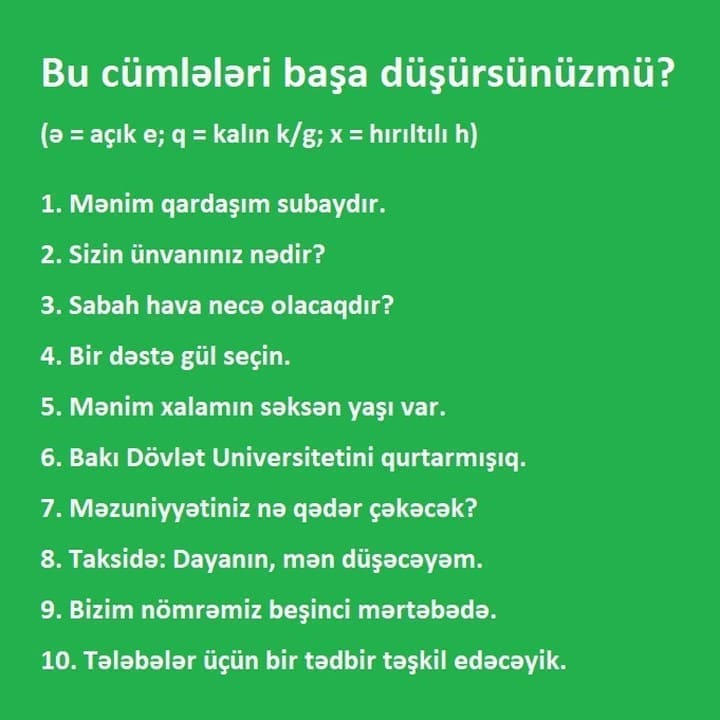 Bu cümlələri başa düşürsünüzmü?
(ə = açık e; q = kalın k/g; x = hırıltılı h)
1. Mənim qardaşım subaydır.
2. Sizin ünvanınız nədir?
3. Sabah hava necə olacaqdır?
4. Bir dəstə gül seçin.
5. Mənim xalamın səksən yaşı var.
6. Bakı Dövlət Universitetini qurtarmışıq.
7. Məzuniyyətiniz nə qədər çəkəcək?
8. Taksidə: Dayanın, mən düşəcəyəm.
9. Bizim nömrəmiz beşinci mərtəbədə.
10. Tələbələr üçün bir tədbir təşkil edəcəyik.